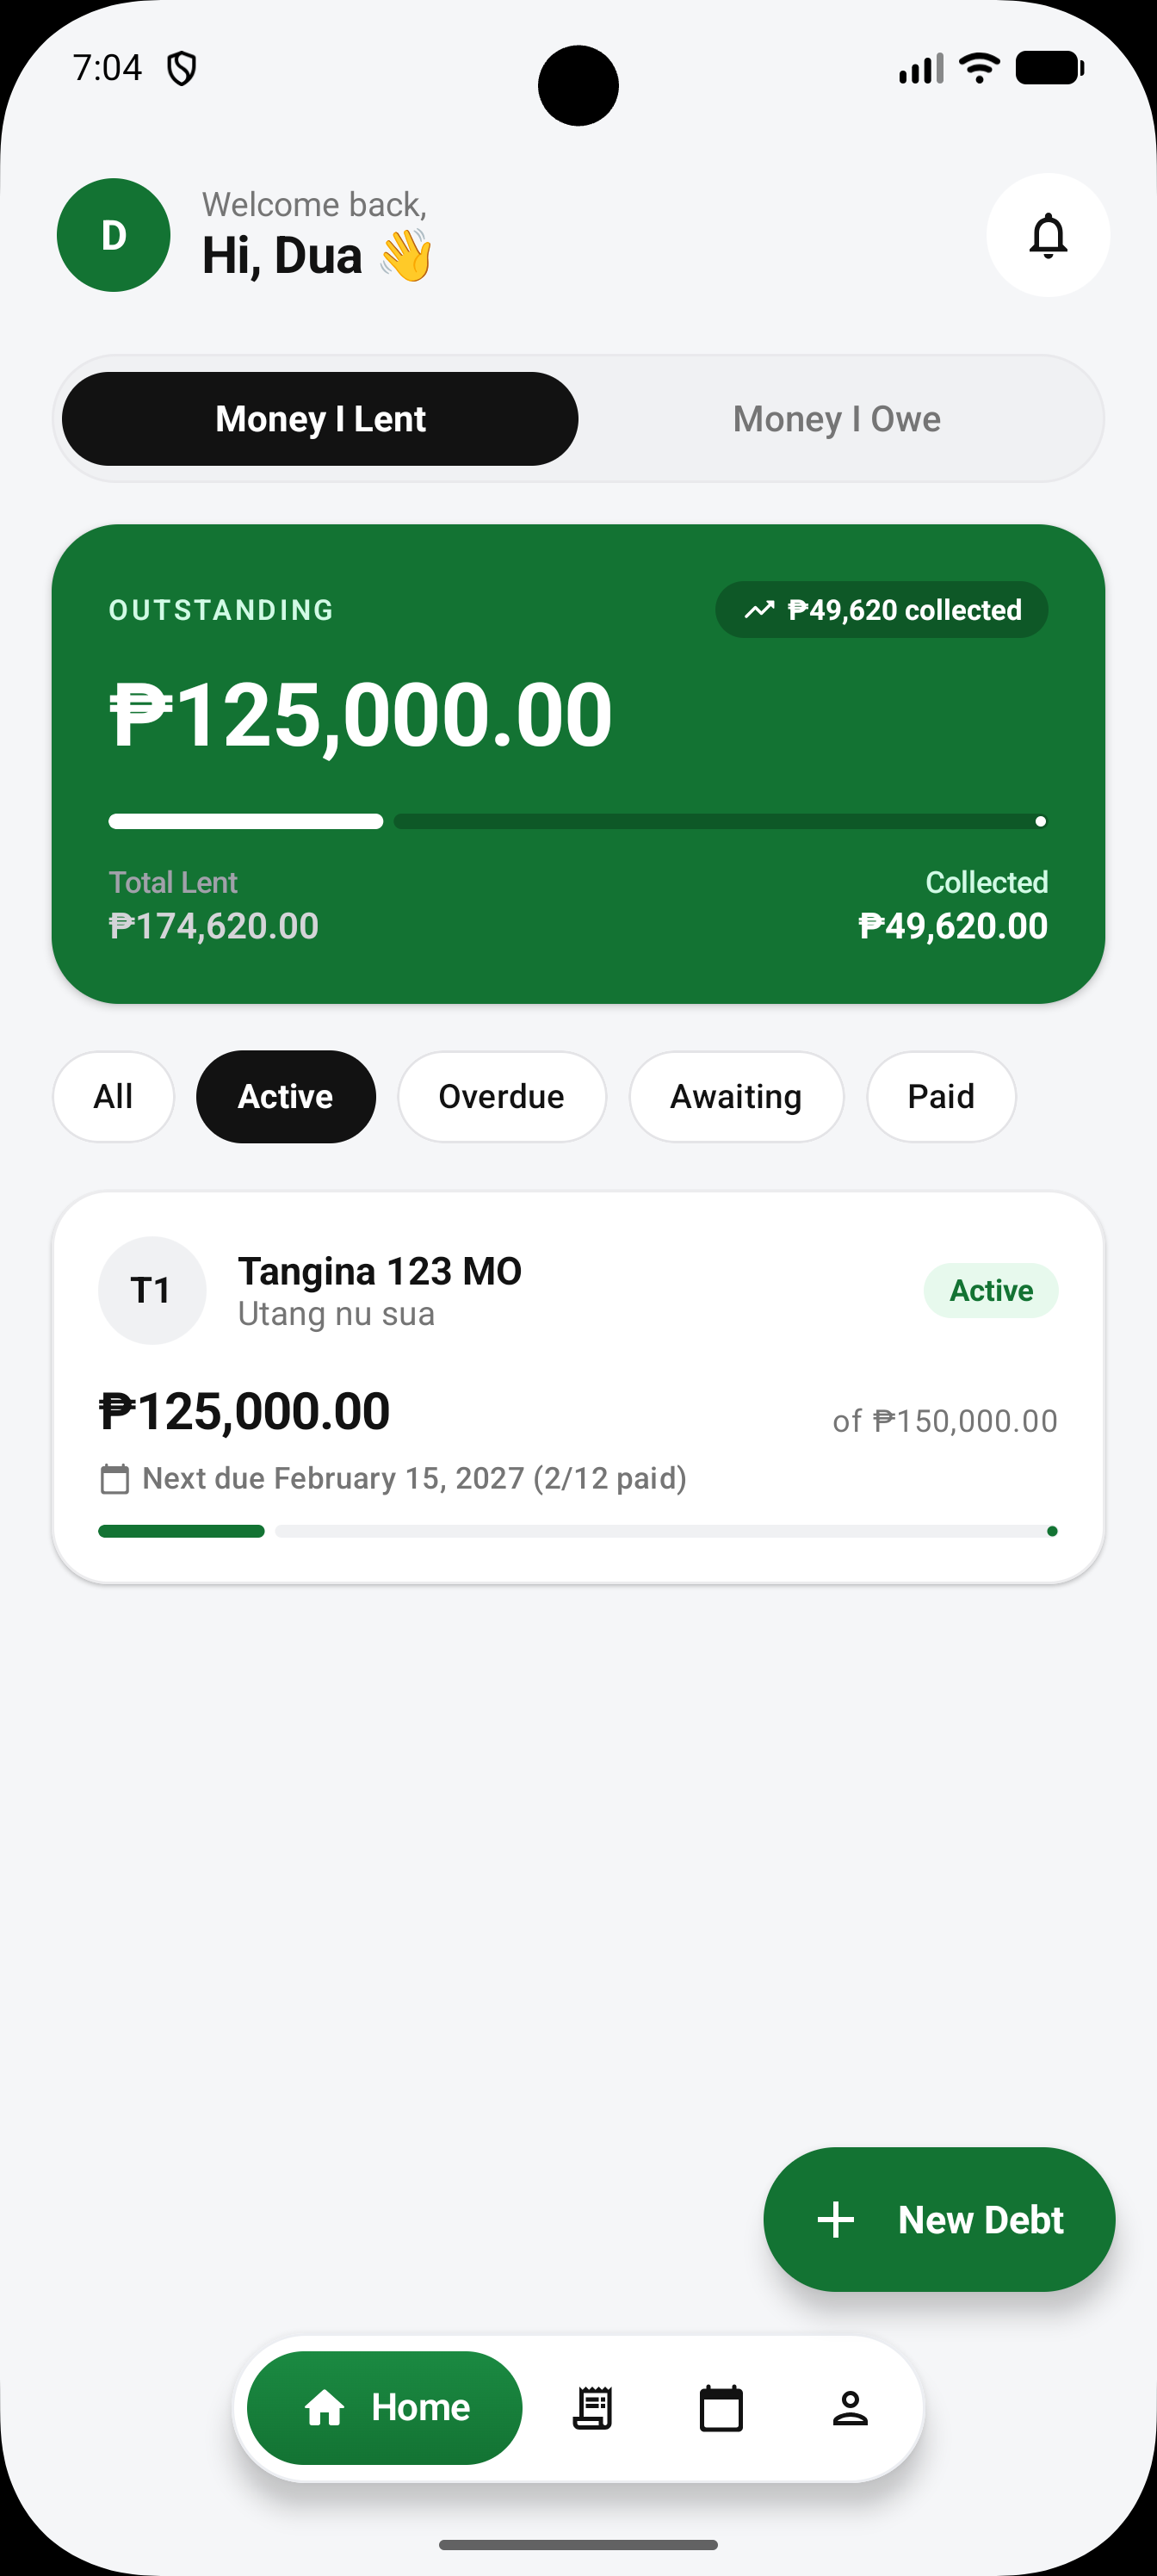 7:04
D
Welcome back,
Hi, Dua 👋
Money I Lent
Money I Owe
OUTSTANDING
₱49,620 collected
₱125,000.00
Total Lent
Collected
₱174,620.00
₱49,620.00
All
Active
Overdue
Awaiting
Paid
T1
Tangina 123 MO
Utang nu sua
Active
₱125,000.00
of ₱150,000.00
Next due February 15, 2027 (2/12 paid)
New Debt
Home